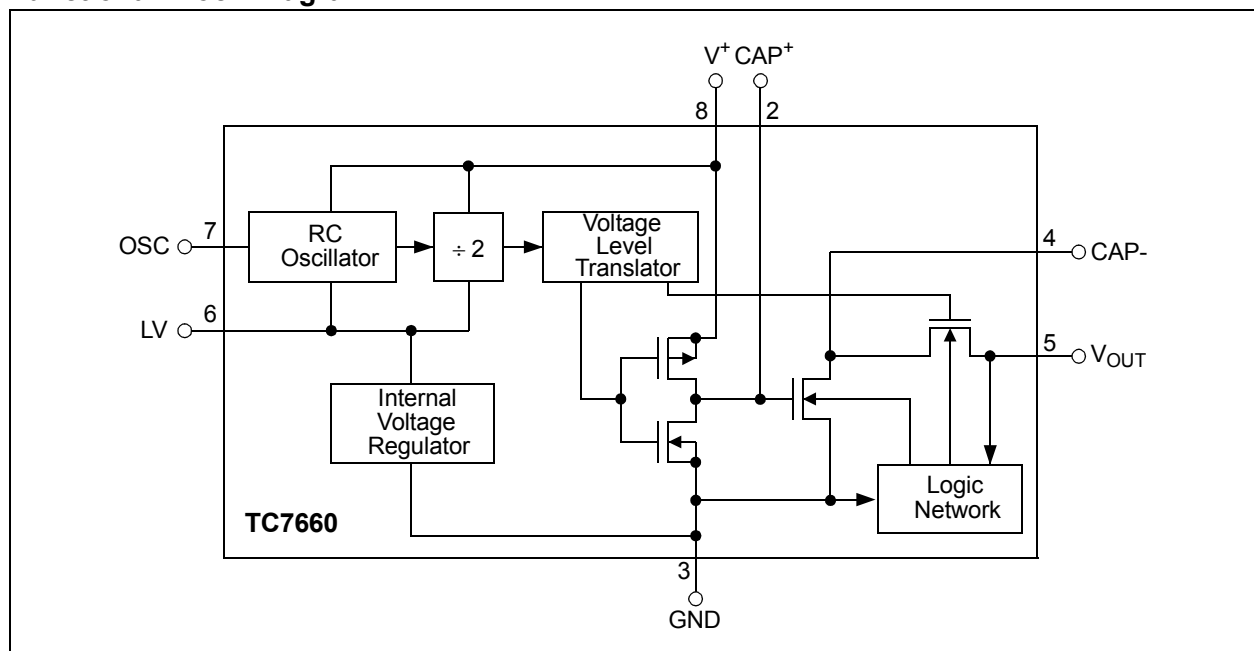 V+ CAP+
8 2
OSC 7
RC
Oscillator
÷ 2
Voltage
Level
Translator
4 CAP-
LV 6
5 VOUT
Internal
Voltage
Regulator
Logic
Network
TC7660
3
GND